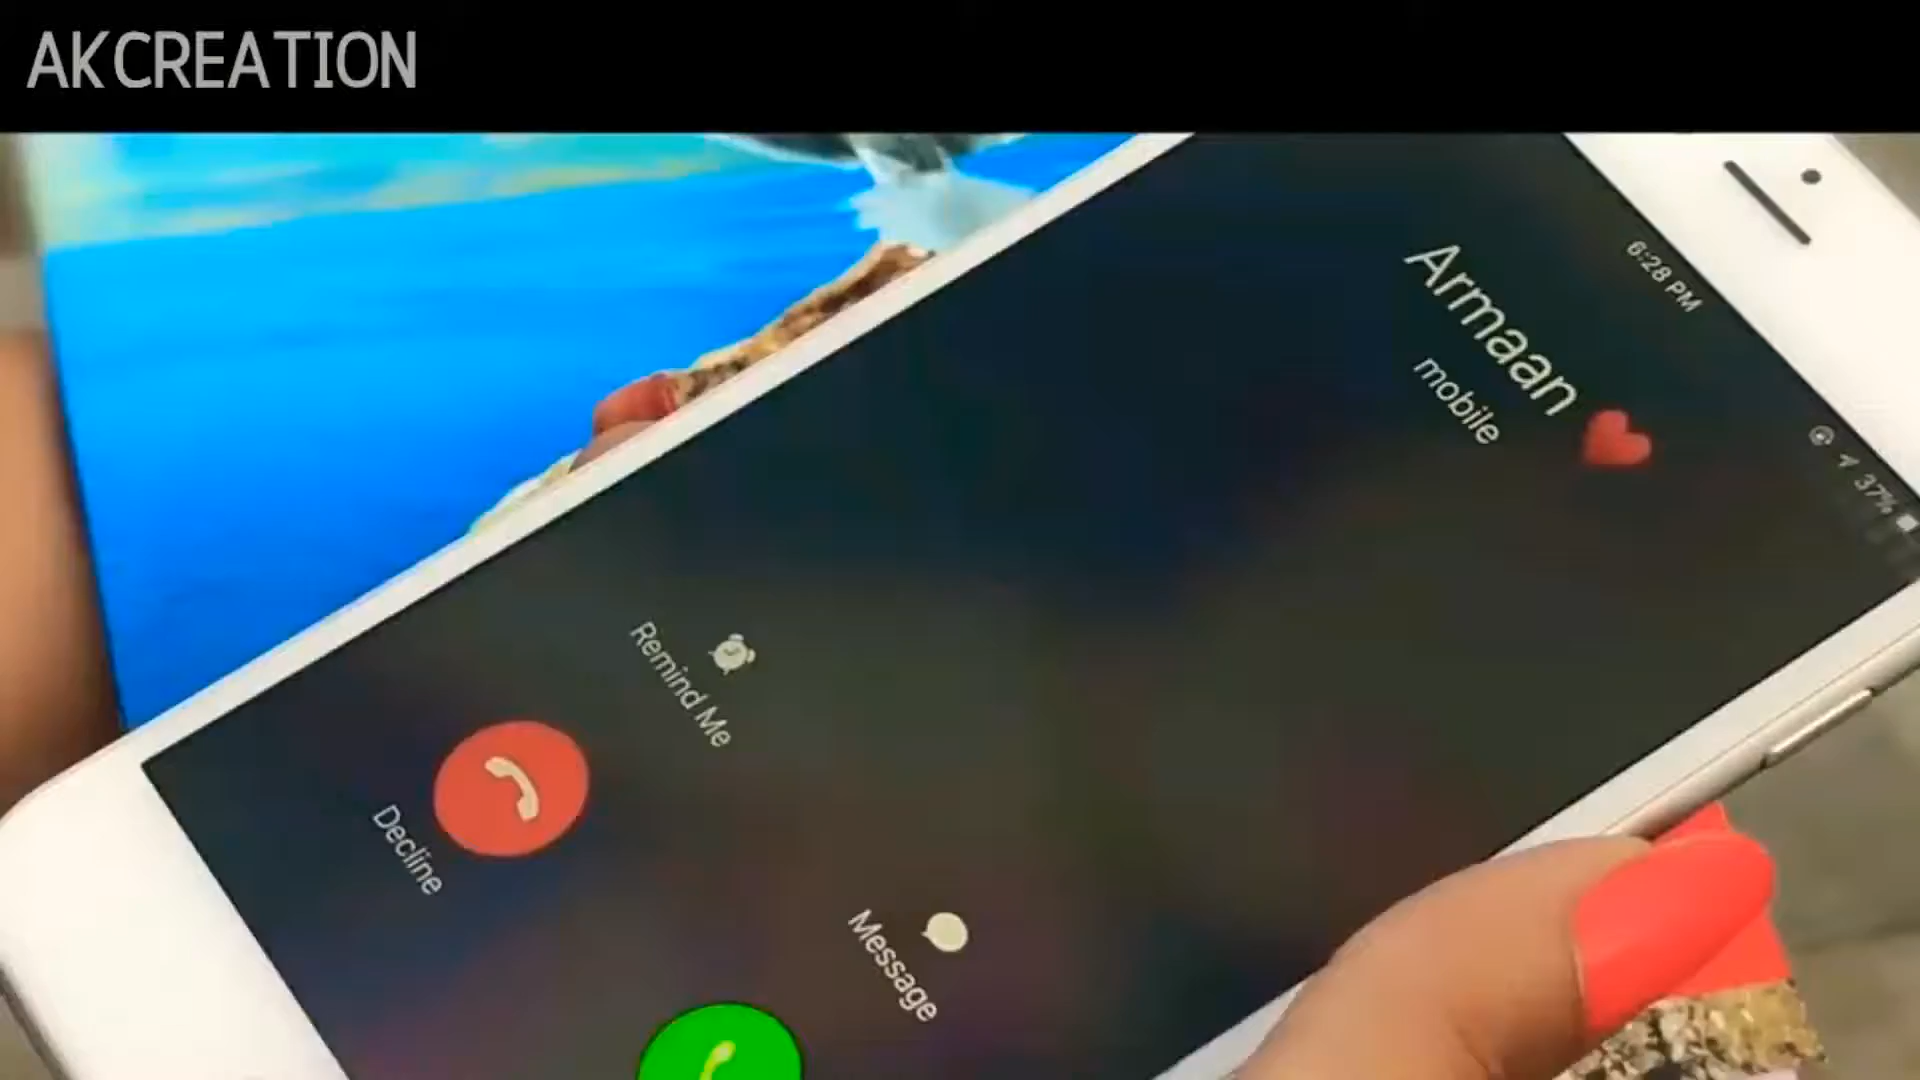 AKCREATION
6:28 PM
37%
Armaan ❤️
mobile
Remind Me
Message
Decline